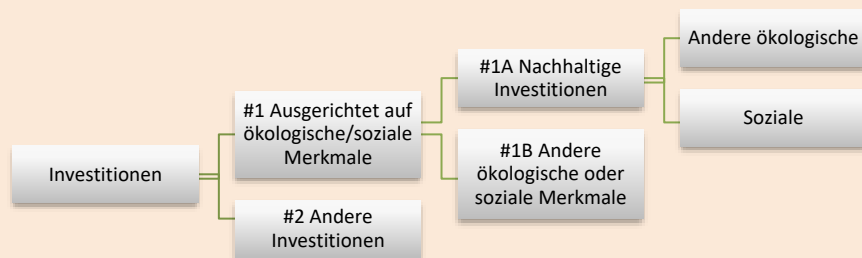 Investitionen
#1 Ausgerichtet auf
ökologische/soziale
Merkmale
#2 Andere
Investitionen
#1A Nachhaltige
Investitionen
#1B Andere
ökologische oder
soziale Merkmale
Andere ökologische
Soziale